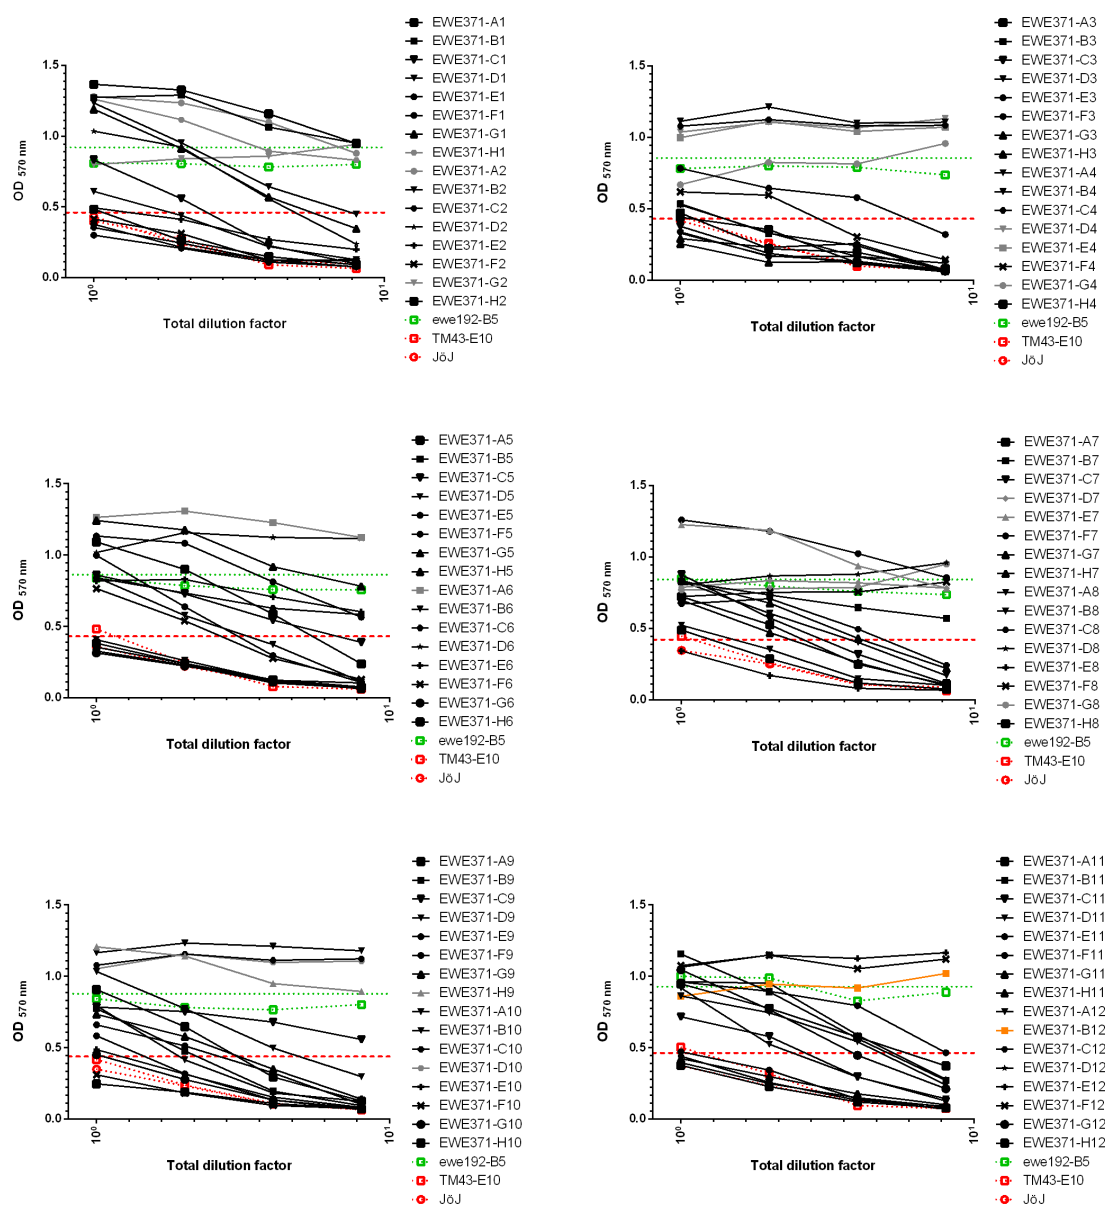 EWE371-A1
EWE371-B1
EWE371-C1
EWE371-D1
EWE371-E1
EWE371-F1
EWE371-G1
EWE371-H1
EWE371-A2
EWE371-B2
EWE371-C2
EWE371-D2
EWE371-E2
EWE371-F2
EWE371-G2
EWE371-H2
ewe192-B5
TM43-E10
JöJ
1.5
1.0
0.5
0.0
OD 570 nm
10⁰
10¹
Total dilution factor
EWE371-A3
EWE371-B3
EWE371-C3
EWE371-D3
EWE371-E3
EWE371-F3
EWE371-G3
EWE371-H3
EWE371-A4
EWE371-B4
EWE371-C4
EWE371-D4
EWE371-E4
EWE371-F4
EWE371-G4
EWE371-H4
ewe192-B5
TM43-E10
JöJ
1.5
1.0
0.5
0.0
OD 570 nm
10⁰
10¹
Total dilution factor
EWE371-A5
EWE371-B5
EWE371-C5
EWE371-D5
EWE371-E5
EWE371-F5
EWE371-G5
EWE371-H5
EWE371-A6
EWE371-B6
EWE371-C6
EWE371-D6
EWE371-E6
EWE371-F6
EWE371-G6
EWE371-H6
ewe192-B5
TM43-E10
JöJ
1.5
1.0
0.5
0.0
OD 570 nm
10⁰
10¹
Total dilution factor
EWE371-A7
EWE371-B7
EWE371-C7
EWE371-D7
EWE371-E7
EWE371-F7
EWE371-G7
EWE371-H7
EWE371-A8
EWE371-B8
EWE371-C8
EWE371-D8
EWE371-E8
EWE371-F8
EWE371-G8
EWE371-H8
ewe192-B5
TM43-E10
JöJ
1.5
1.0
0.5
0.0
OD 570 nm
10⁰
10¹
Total dilution factor
EWE371-A9
EWE371-B9
EWE371-C9
EWE371-D9
EWE371-E9
EWE371-F9
EWE371-G9
EWE371-H9
EWE371-A10
EWE371-B10
EWE371-C10
EWE371-D10
EWE371-E10
EWE371-F10
EWE371-G10
EWE371-H10
ewe192-B5
TM43-E10
JöJ
1.5
1.0
0.5
0.0
OD 570 nm
10⁰
10¹
Total dilution factor
EWE371-A11
EWE371-B11
EWE371-C11
EWE371-D11
EWE371-E11
EWE371-F11
EWE371-G11
EWE371-H11
EWE371-A12
EWE371-B12
EWE371-C12
EWE371-D12
EWE371-E12
EWE371-F12
EWE371-G12
EWE371-H12
ewe192-B5
TM43-E10
JöJ
1.5
1.0
0.5
0.0
OD 570 nm
10⁰
10¹
Total dilution factor